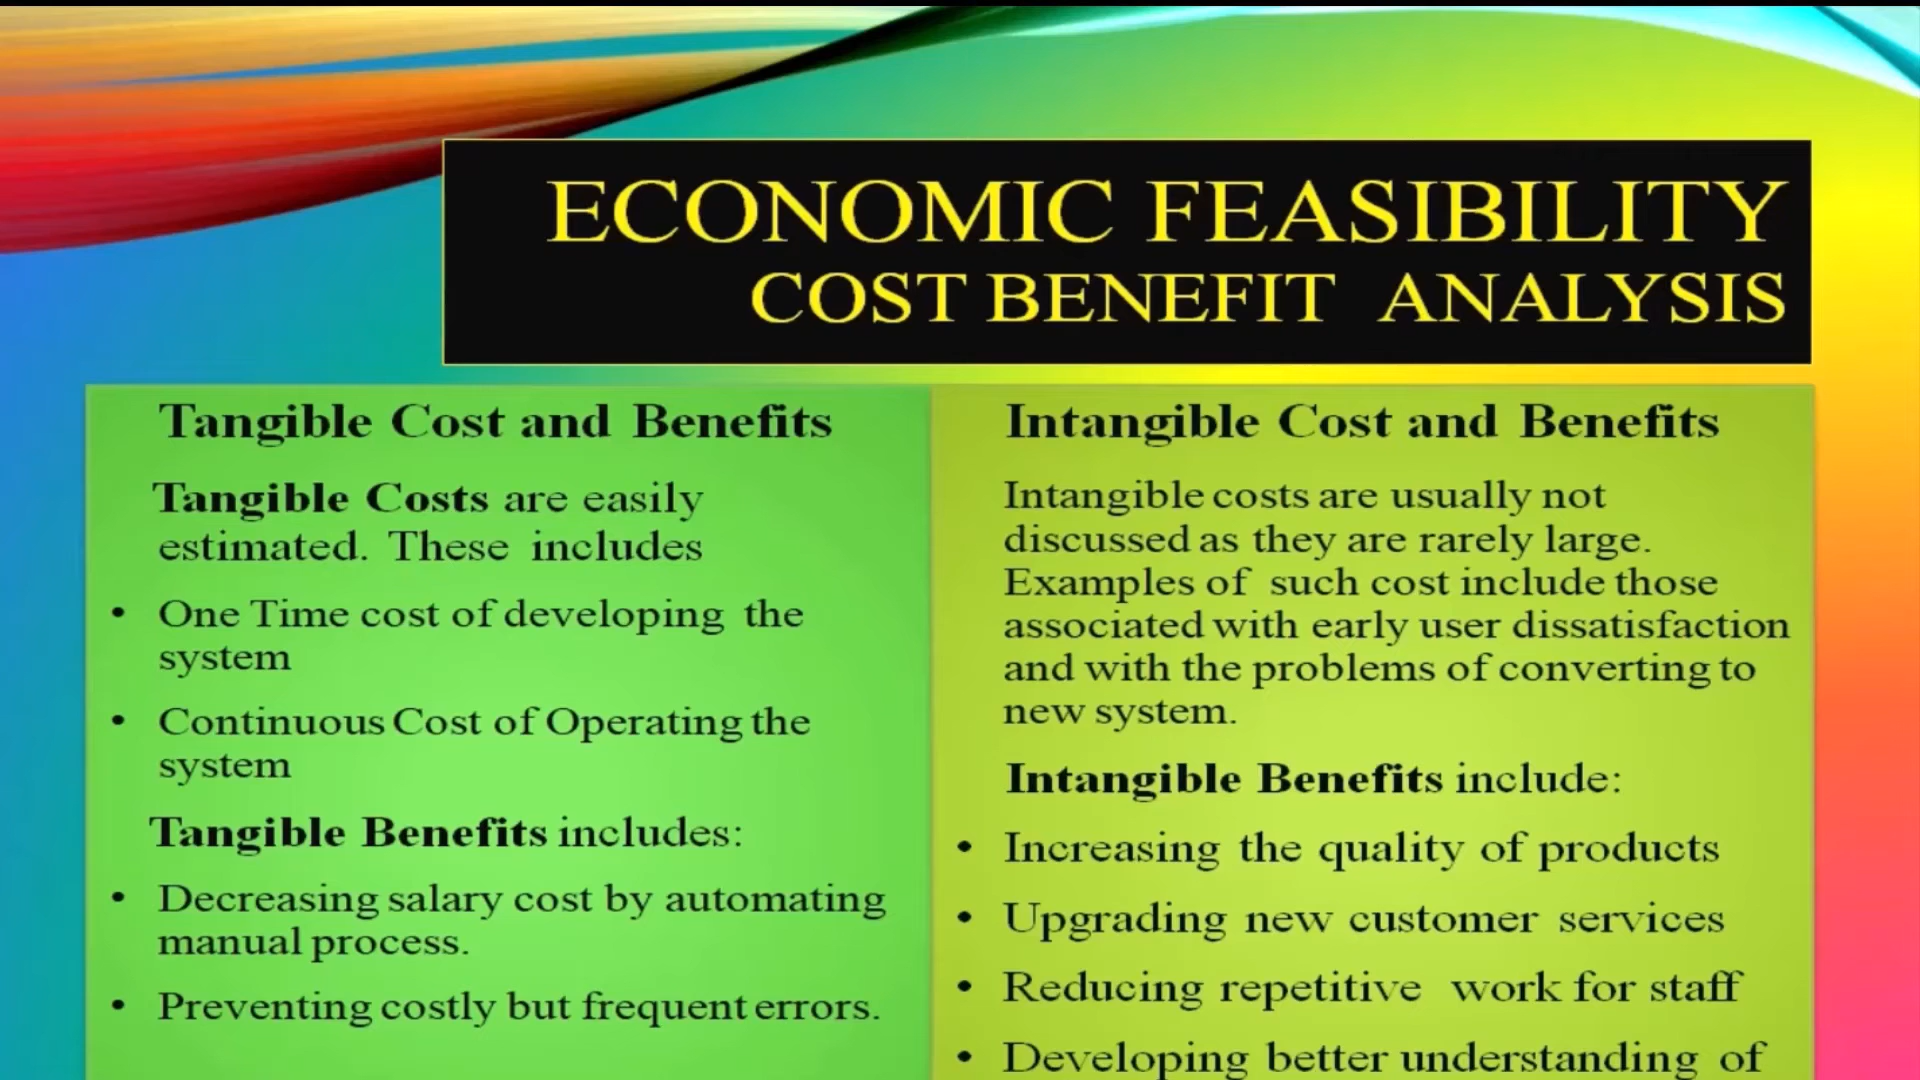 ECONOMIC FEASIBILITY
COST BENEFIT ANALYSIS
Tangible Cost and Benefits
Tangible Costs are easily
estimated. These includes
• One Time cost of developing the
system
• Continuous Cost of Operating the
system
Tangible Benefits includes:
• Decreasing salary cost by automating
manual process.
• Preventing costly but frequent errors.
Intangible Cost and Benefits
Intangible costs are usually not
discussed as they are rarely large.
Examples of such cost include those
associated with early user dissatisfaction
and with the problems of converting to
new system.
Intangible Benefits include:
• Increasing the quality of products
• Upgrading new customer services
• Reducing repetitive work for staff
• Developing better understanding of